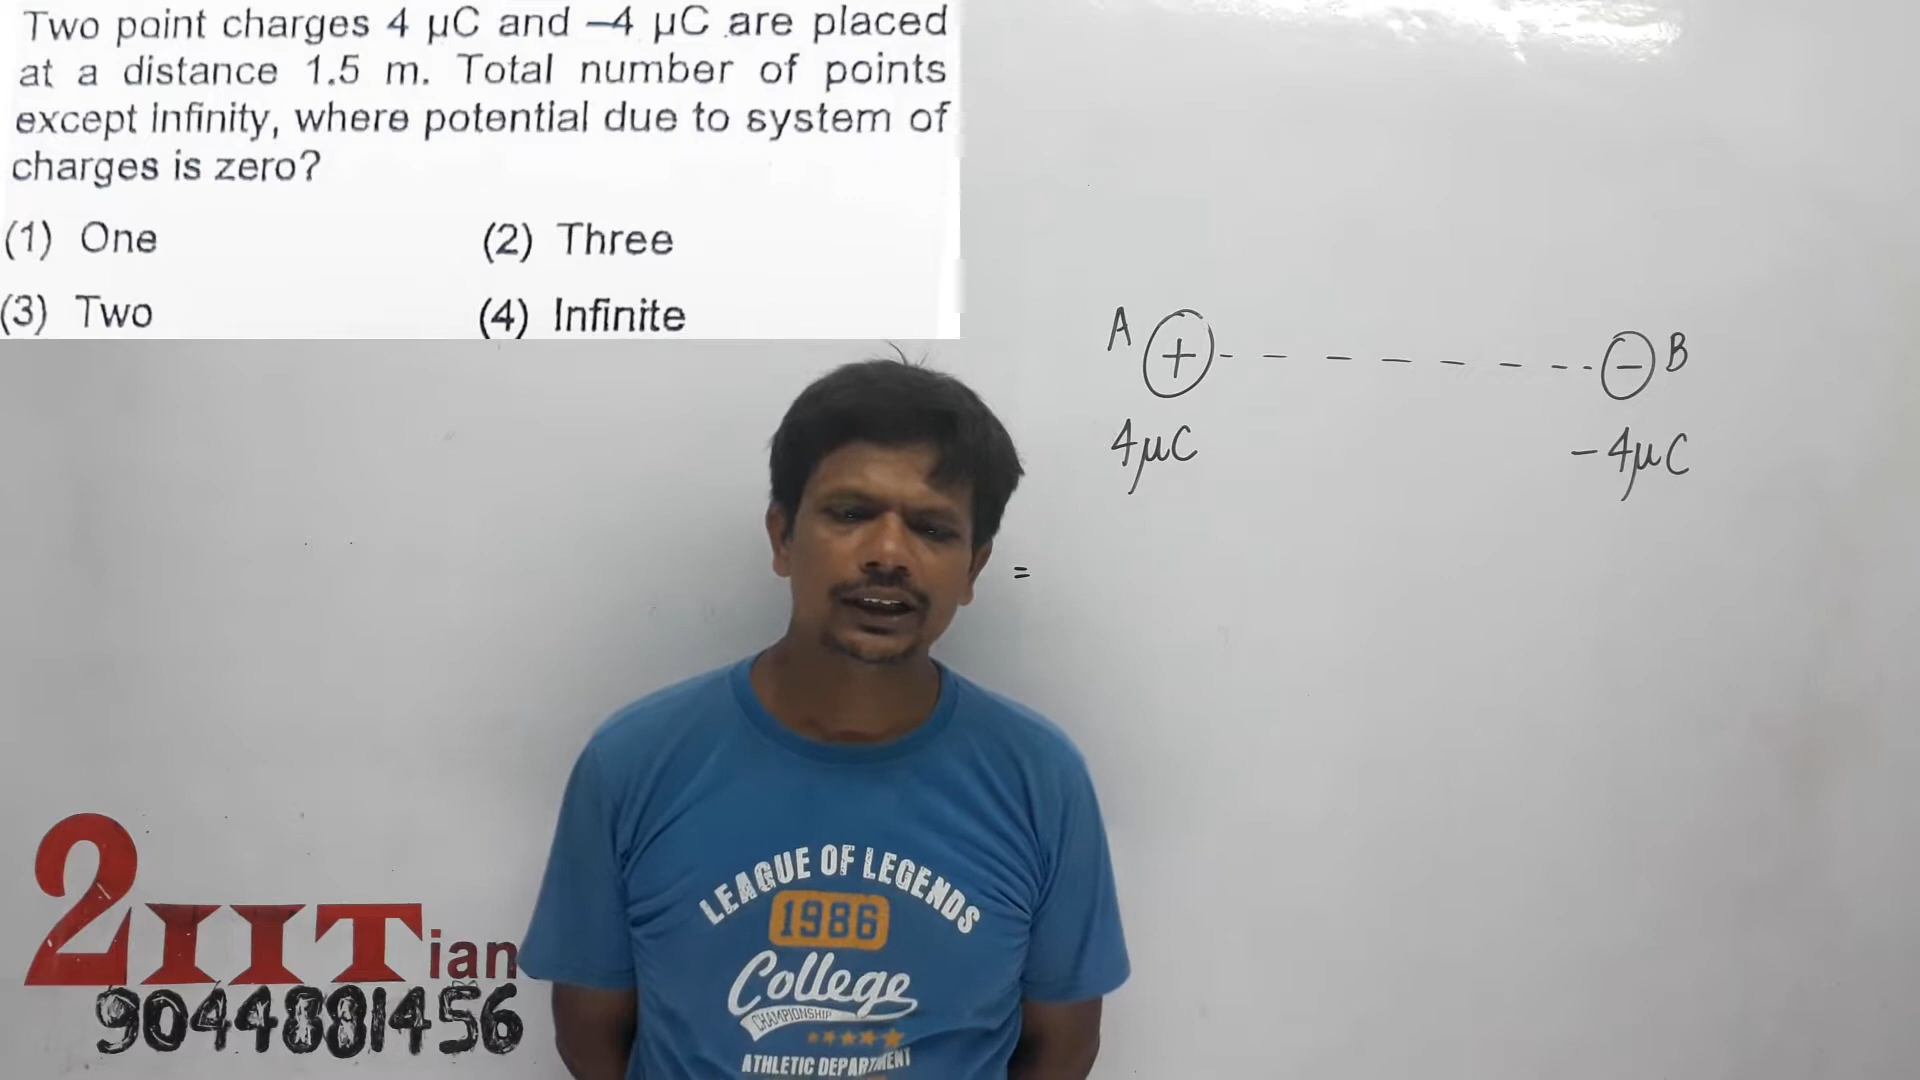 Two point charges 4 μC and –4 μC are placed
at a distance 1.5 m. Total number of points
except infinity, where potential due to system of
charges is zero?
(1) One
(2) Three
(3) Two
(4) Infinite
A + - - - - - - - - B
4μC
-4μC
=
2IITian
9044881456
LEAGUE OF LEGENDS
1986
College
CHAMPIONSHIP
ATHLETIC DEPARTMENT